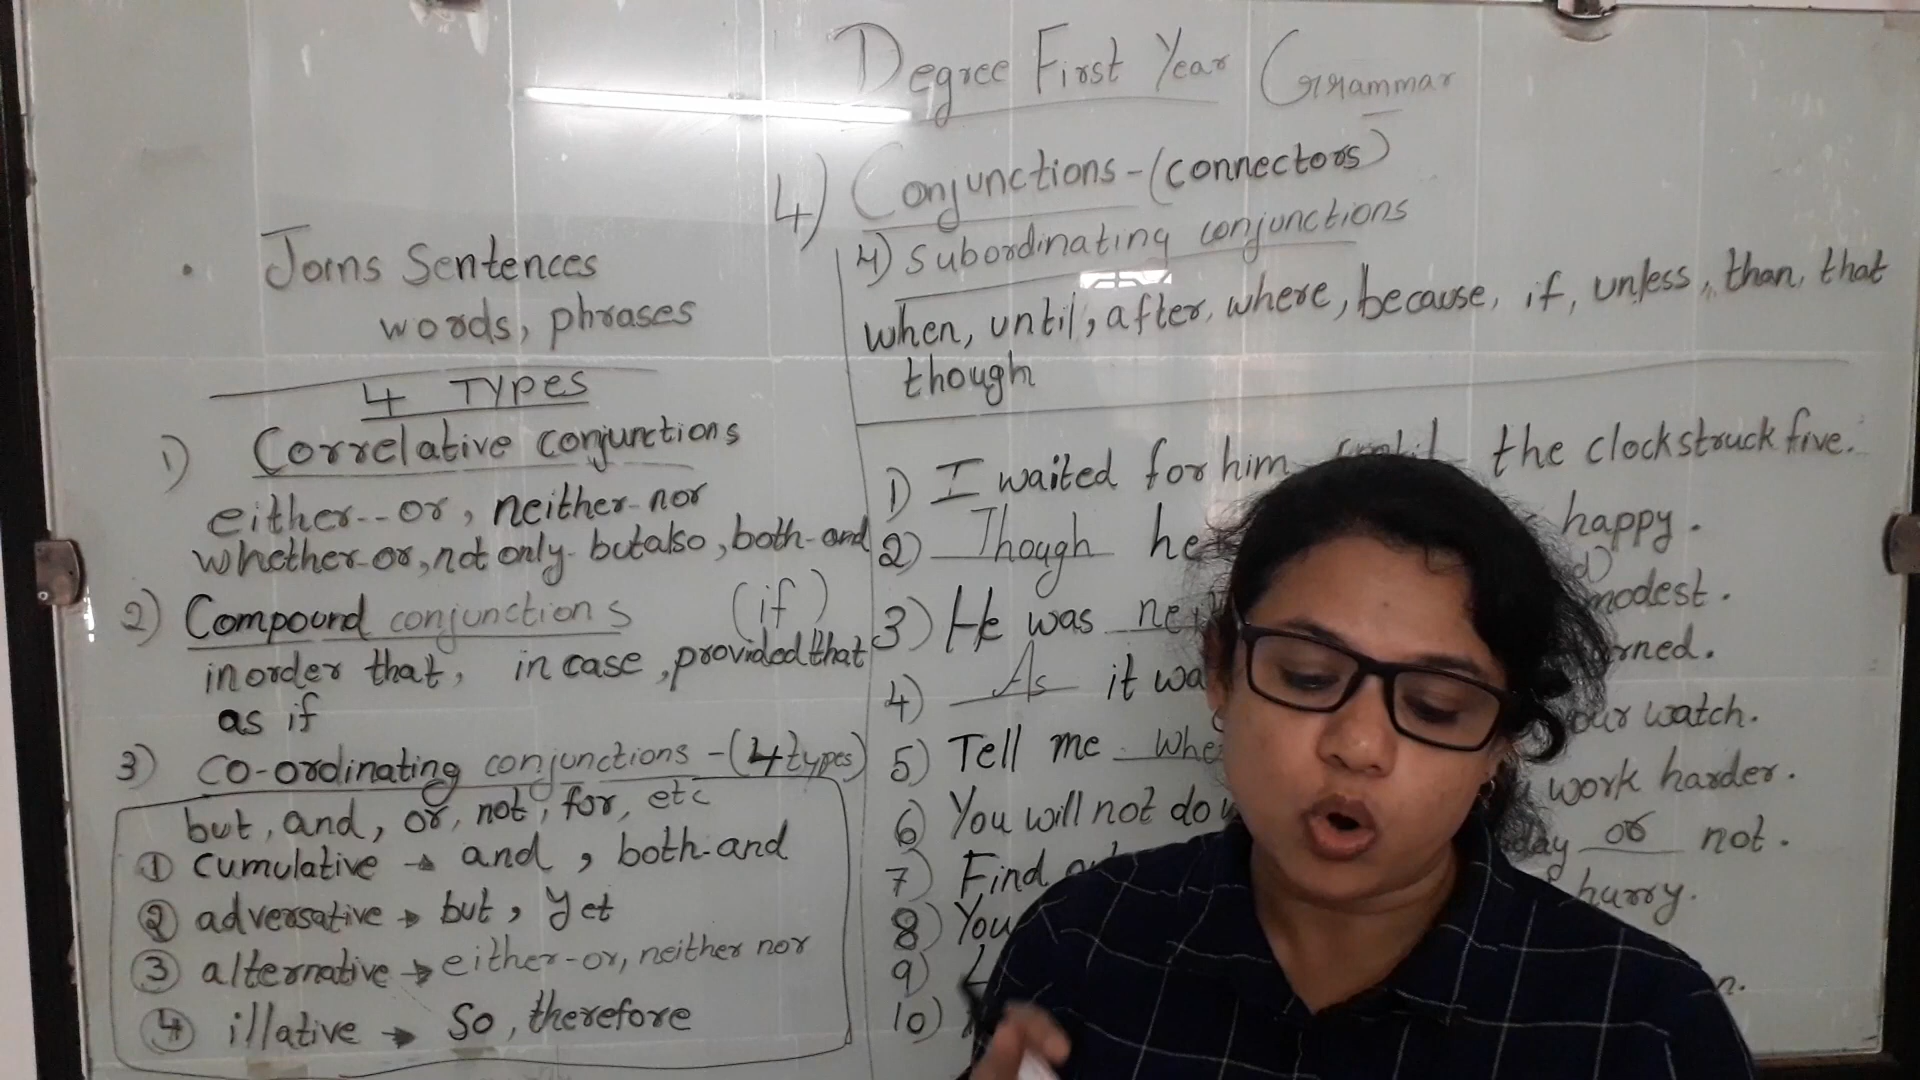 Degree First Year Grammar
4) Conjunctions - (connectors)
• Joins Sentences
words, phrases
4 TYPES
1) Correlative conjunctions
either--or, neither-nor
whether-or, not only-but also, both-and
2) Compound conjunctions (if)
inorder that, in case, provided that
as if
3) co-ordinating conjunctions - (4 types)
but, and, or, not, for, etc
① cumulative → and, both-and
② adversative → but, yet
③ alternative → either-or, neither nor
④ illative → So, therefore
4) Subordinating conjunctions
when, until, after, where, because, if, unless, than, that
though
1) I waited for him until the clock struck five.
2) Though he happy.
3) He was modest.
4) As it
5) Tell me watch.
6) You will not do work harder.
7) Find or not.
8) You hurry.
9)
10)